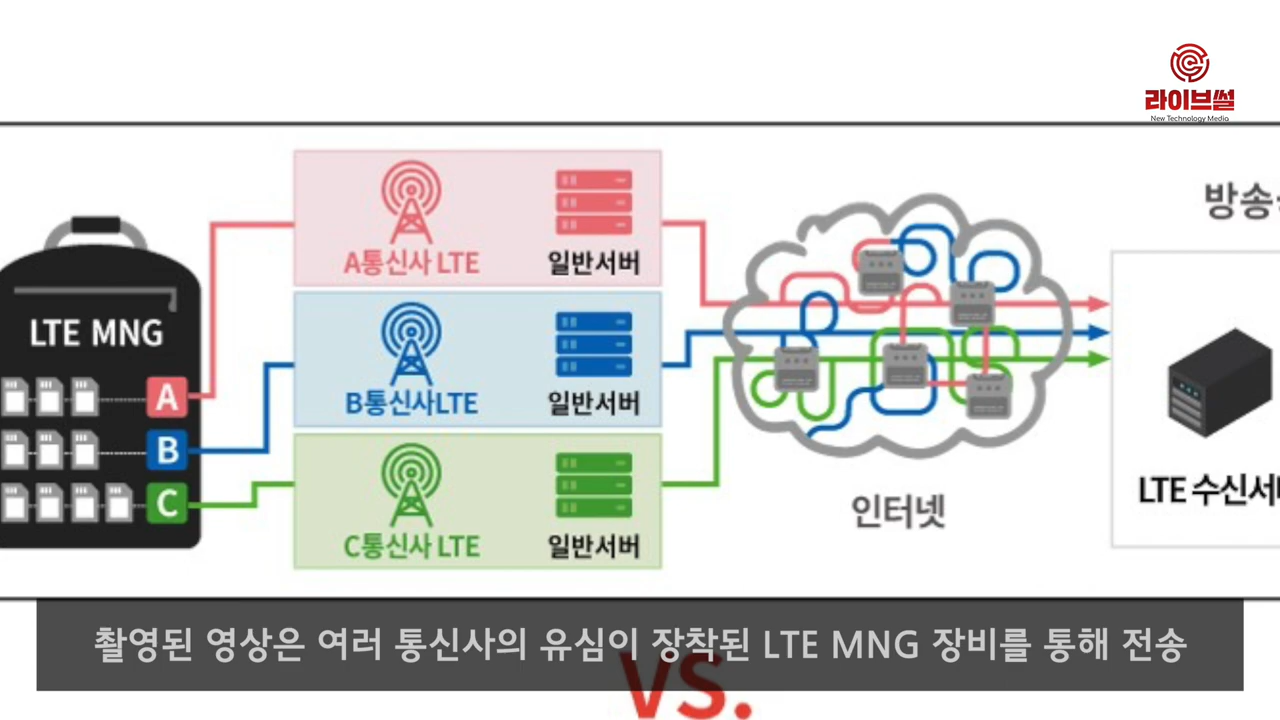 라이브썰
New Technology Media
방송
LTE MNG
A
B
C
A통신사 LTE
일반서버
B통신사LTE
일반서버
C통신사 LTE
일반서버
인터넷
LTE 수신서
촬영된 영상은 여러 통신사의 유심이 장착된 LTE MNG 장비를 통해 전송
VS.